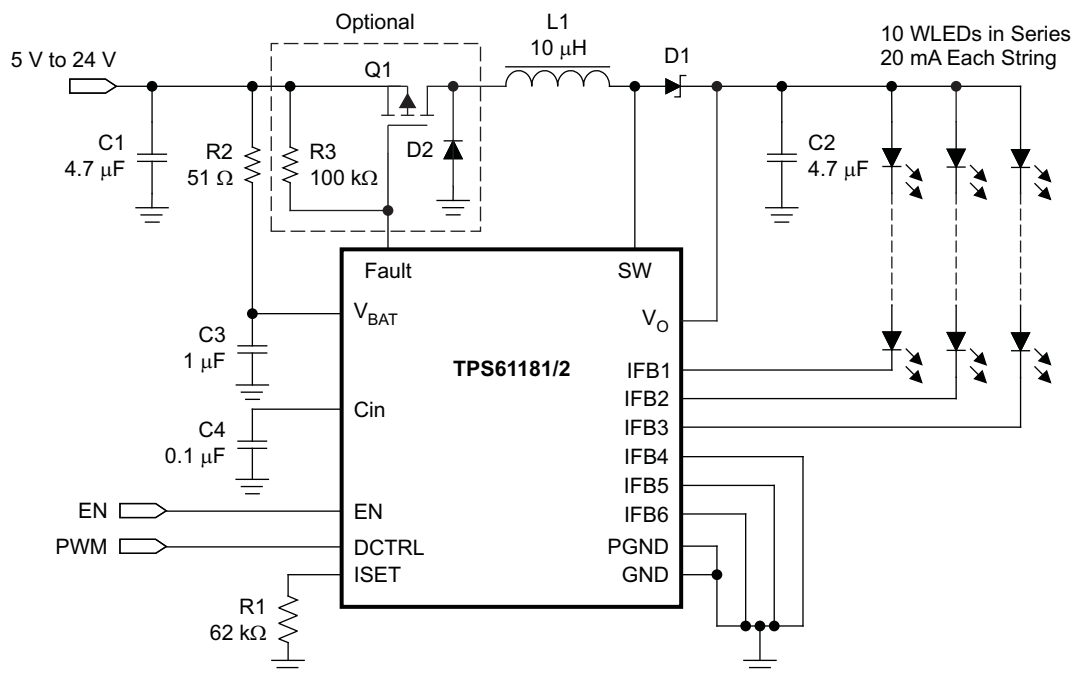 Optional
L1
10 μH
10 WLEDs in Series
20 mA Each String
5 V to 24 V
Q1
D1
C1
4.7 μF
R2
51 Ω
R3
100 kΩ
D2
C2
4.7 μF
Fault
SW
VBAT
VO
C3
1 μF
TPS61181/2
IFB1
IFB2
IFB3
IFB4
IFB5
IFB6
PGND
GND
Cin
C4
0.1 μF
EN
EN
PWM
DCTRL
ISET
R1
62 kΩ